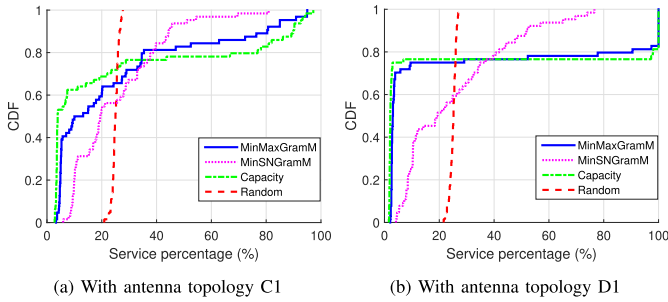 1
0.8
0.6
0.4
0.2
0
CDF
0 20 40 60 80 100
Service percentage (%)
MinMaxGramM
MinSNGramM
Capacity
Random
(a) With antenna topology C1
1
0.8
0.6
0.4
0.2
0
CDF
0 20 40 60 80 100
Service percentage (%)
MinMaxGramM
MinSNGramM
Capacity
Random
(b) With antenna topology D1